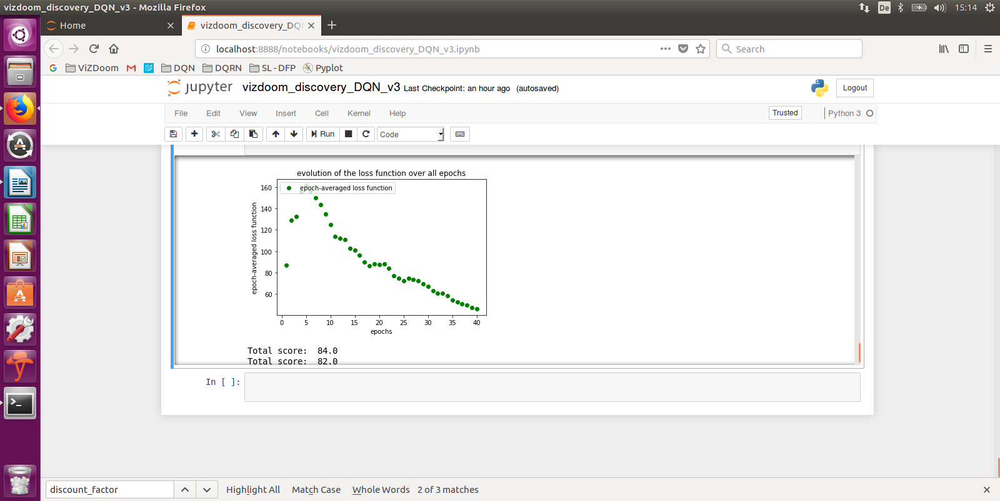 vizdoom_discovery_DQN_v3 - Mozilla Firefox
De
15:14
Home
vizdoom_discovery_DQ
localhost:8888/notebooks/vizdoom_discovery_DQN_v3.ipynb
Search
ViZDoom
DQN
DQRN
SL-DFP
Pyplot
jupyter vizdoom_discovery_DQN_v3 Last Checkpoint: an hour ago (autosaved)
Logout
File Edit View Insert Cell Kernel Help
Trusted
Python 3
Run
Code
evolution of the loss function over all epochs
epoch-averaged loss function
epoch-averaged loss function
160
140
120
100
80
60
0 5 10 15 20 25 30 35 40
epochs
Total score: 84.0
Total score: 82.0
In [ ]:
discount_factor
Highlight All
Match Case
Whole Words
2 of 3 matches